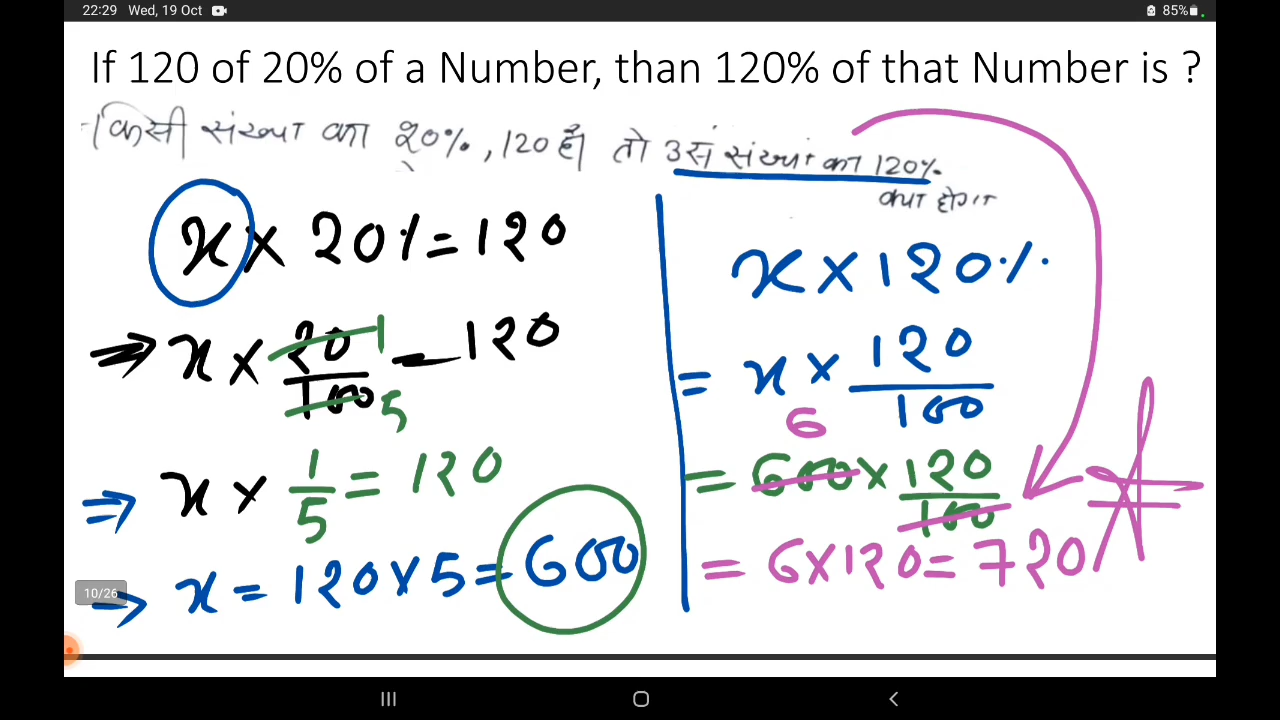 22:29 Wed, 19 Oct
85%
If 120 of 20% of a Number, than 120% of that Number is ?
किसी संख्या का 20%, 120 है तो उस संख्या का 120%
क्या होगा
x × 20% = 120
⇒ x × 20/100 = 120
1
5
⇒ x × 1/5 = 120
⇒ x = 120 × 5 = 600
x × 120%
= x × 120/100
6
= 600 × 120/100
= 6 × 120 = 720
10/26